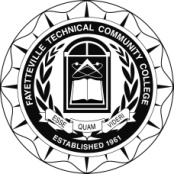 FAYETTEVILLE TECHNICAL COMMUNITY COLLEGE
ESSE QUAM VIDERI
ESTABLISHED 1961